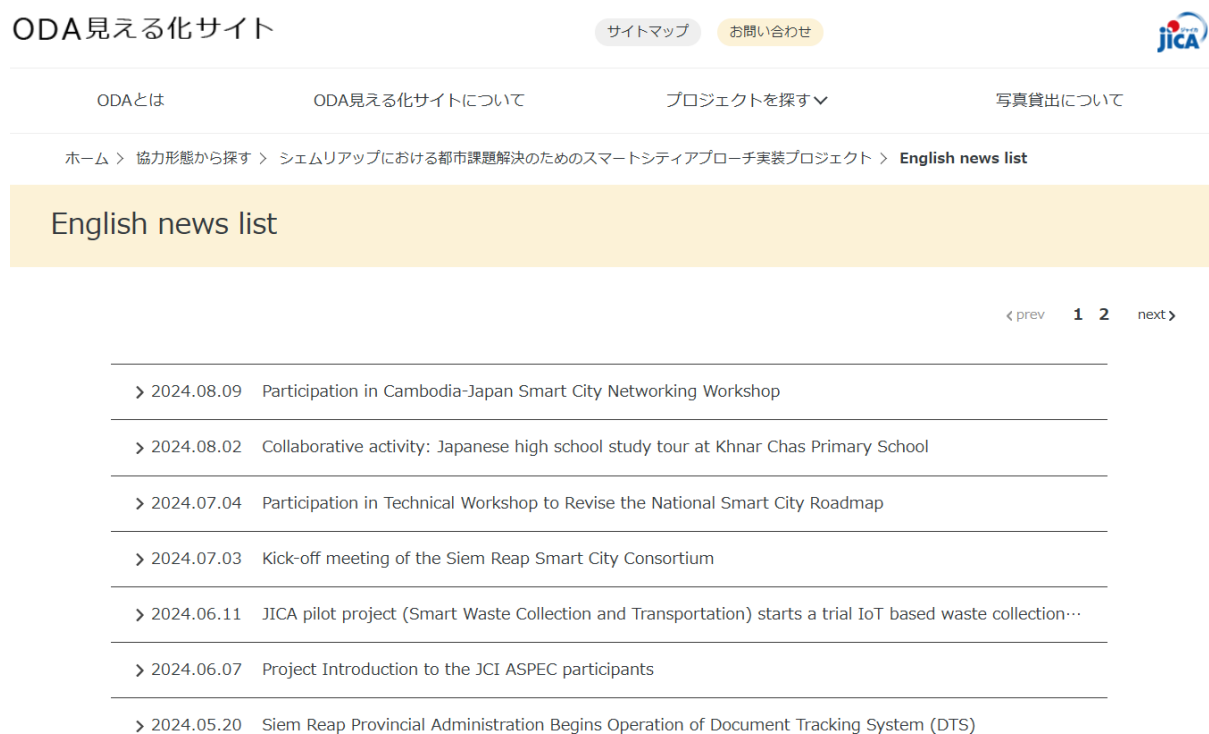 ODA見える化サイト
サイトマップ
お問い合わせ
ジャイカ
JICA
ODAとは
ODA見える化サイトについて
プロジェクトを探す
写真貸出について
ホーム > 協力形態から探す > シェムリアップにおける都市課題解決のためのスマートシティアプローチ実装プロジェクト > English news list
English news list
< prev 1 2 next >
> 2024.08.09 Participation in Cambodia-Japan Smart City Networking Workshop
> 2024.08.02 Collaborative activity: Japanese high school study tour at Khnar Chas Primary School
> 2024.07.04 Participation in Technical Workshop to Revise the National Smart City Roadmap
> 2024.07.03 Kick-off meeting of the Siem Reap Smart City Consortium
> 2024.06.11 JICA pilot project (Smart Waste Collection and Transportation) starts a trial IoT based waste collection…
> 2024.06.07 Project Introduction to the JCI ASPEC participants
> 2024.05.20 Siem Reap Provincial Administration Begins Operation of Document Tracking System (DTS)